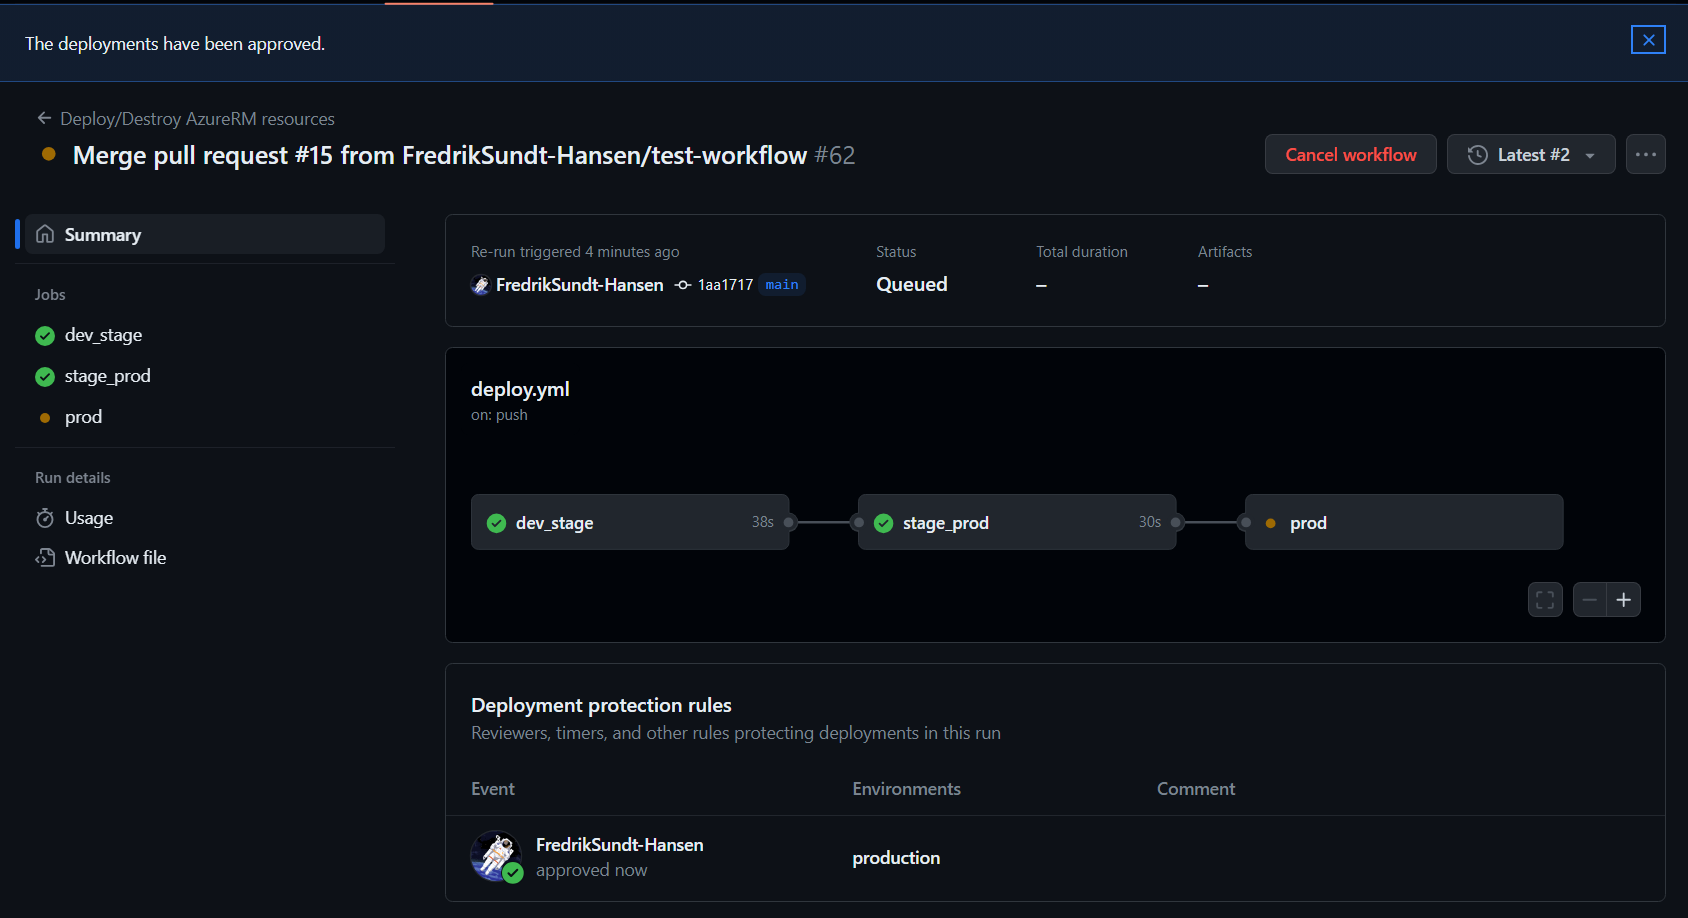 The deployments have been approved.
Deploy/Destroy AzureRM resources
Merge pull request #15 from FredrikSundt-Hansen/test-workflow #62
Cancel workflow
Latest #2
Summary
Jobs
dev_stage
stage_prod
prod
Run details
Usage
Workflow file
Re-run triggered 4 minutes ago
FredrikSundt-Hansen 1aa1717 main
Status
Queued
Total duration
–
Artifacts
–
deploy.yml
on: push
dev_stage 38s
stage_prod 30s
prod
Deployment protection rules
Reviewers, timers, and other rules protecting deployments in this run
Event Environments Comment
FredrikSundt-Hansen
approved now
production